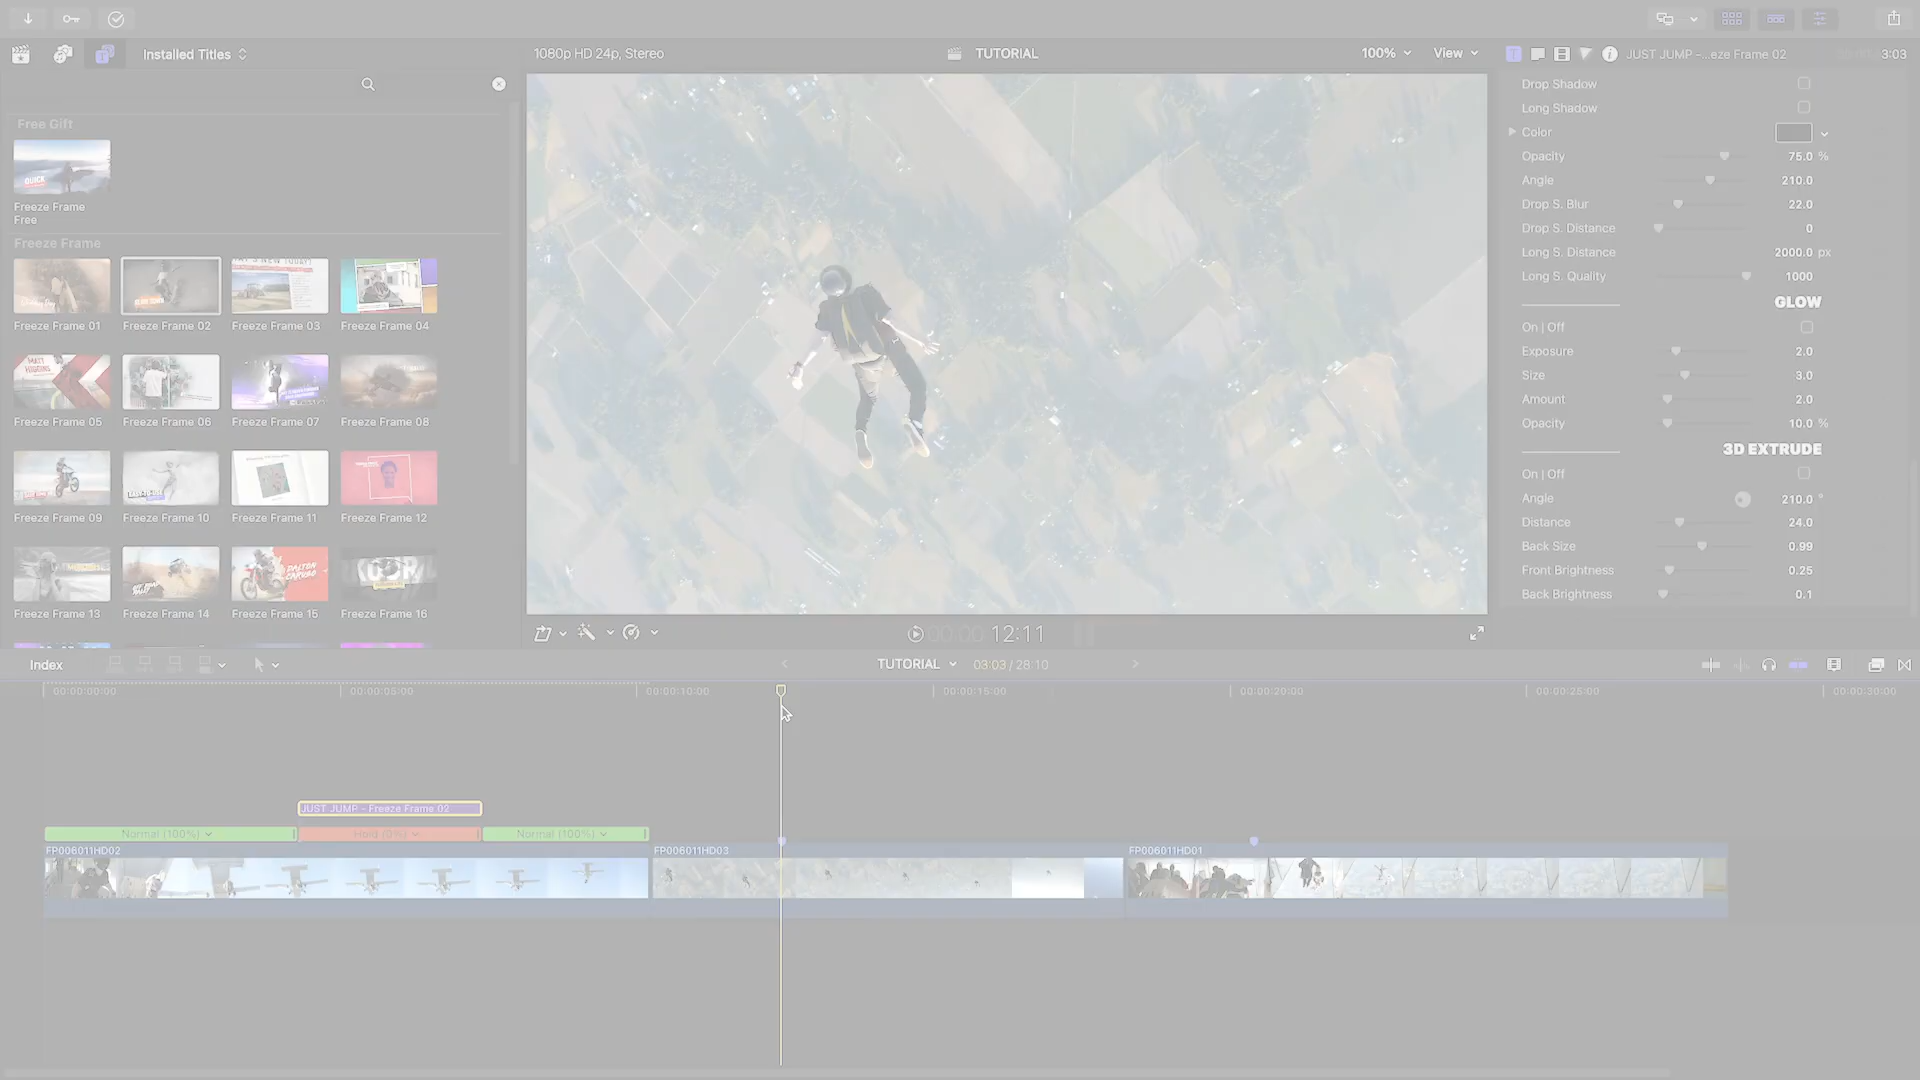 Installed Titles
1080p HD 24p, Stereo
TUTORIAL
100%
View
JUST JUMP -...eze Frame 02
3:03
Free Gift
QUICK
Freeze Frame
Free
Freeze Frame
Freeze Frame 01
Freeze Frame 02
Freeze Frame 03
Freeze Frame 04
MATT
HIGGINS
Freeze Frame 05
Freeze Frame 06
Freeze Frame 07
Freeze Frame 08
Freeze Frame 09
Freeze Frame 10
Freeze Frame 11
Freeze Frame 12
DALTON
Freeze Frame 13
Freeze Frame 14
Freeze Frame 15
Freeze Frame 16
Drop Shadow
Long Shadow
Color
Opacity 75.0 %
Angle 210.0
Drop S. Blur 22.0
Drop S. Distance 0
Long S. Distance 2000.0 px
Long S. Quality 1000
GLOW
On | Off
Exposure 2.0
Size 3.0
Amount 2.0
Opacity 10.0 %
3D EXTRUDE
On | Off
Angle 210.0 °
Distance 24.0
Back Size 0.99
Front Brightness 0.25
Back Brightness 0.1
00:00:12:11
Index
TUTORIAL
03:03 / 28:10
00:00:00:00
00:00:05:00
00:00:10:00
00:00:15:00
00:00:20:00
00:00:25:00
00:00:30:00
JUST JUMP - Freeze Frame 02
Normal (100%)
Hold (0%)
Normal (100%)
FP006011HD02
FP006011HD03
FP006011HD01